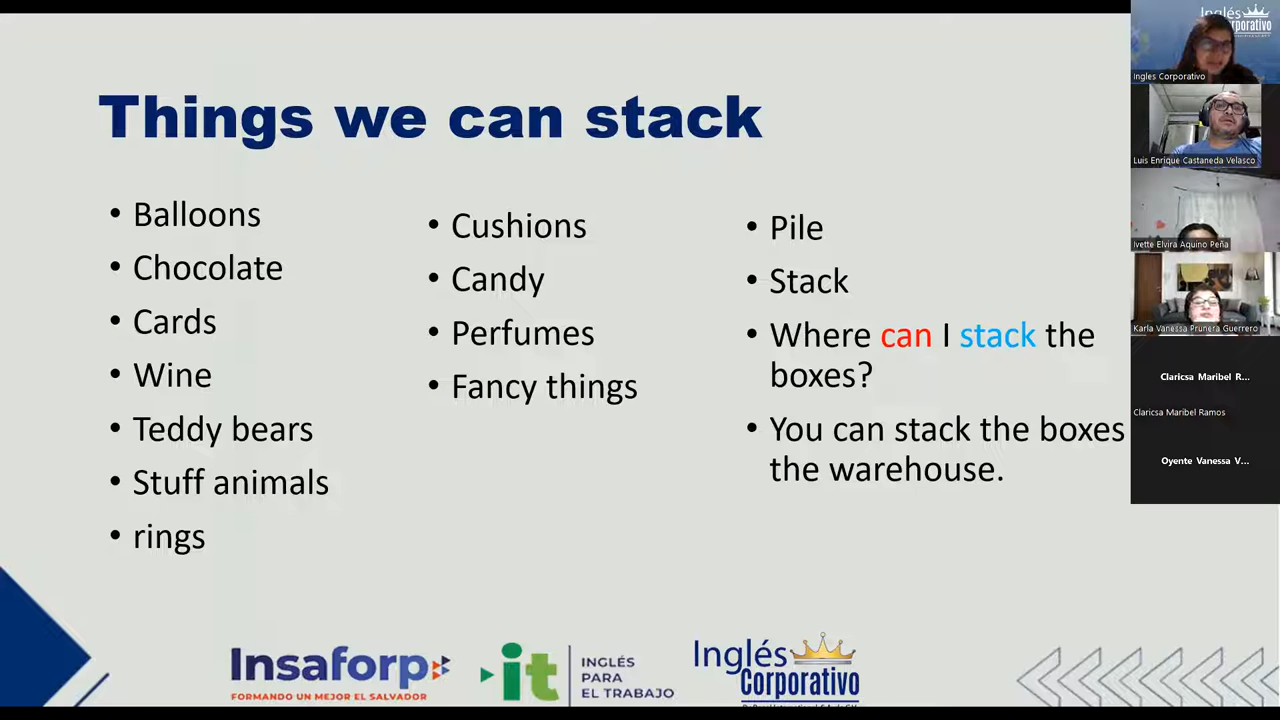 Things we can stack
• Balloons
• Chocolate
• Cards
• Wine
• Teddy bears
• Stuff animals
• rings
• Cushions
• Candy
• Perfumes
• Fancy things
• Pile
• Stack
• Where can I stack the
boxes?
• You can stack the boxes
the warehouse.
Insaforp
FORMANDO UN MEJOR EL SALVADOR
it
INGLÉS
PARA
EL TRABAJO
Inglés
Corporativo
Inglés
orporativo
Ingles Corporativo
Luis Enrique Castaneda Velasco
Ivette Elvira Aquino Peña
Karla Vanessa Prunera Guerrero
Claricsa Maribel R...
Claricsa Maribel Ramos
Oyente Vanessa V...